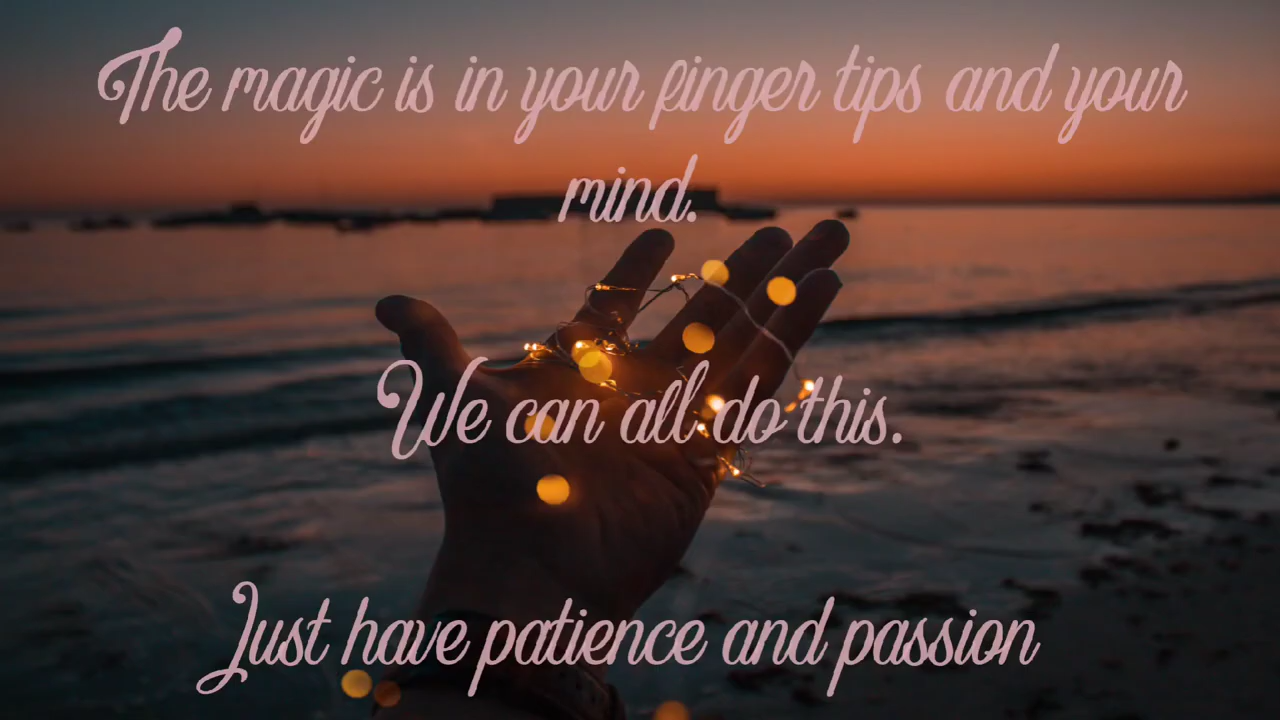 The magic is in your finger tips and your
mind.
We can all do this.
Just have patience and passion